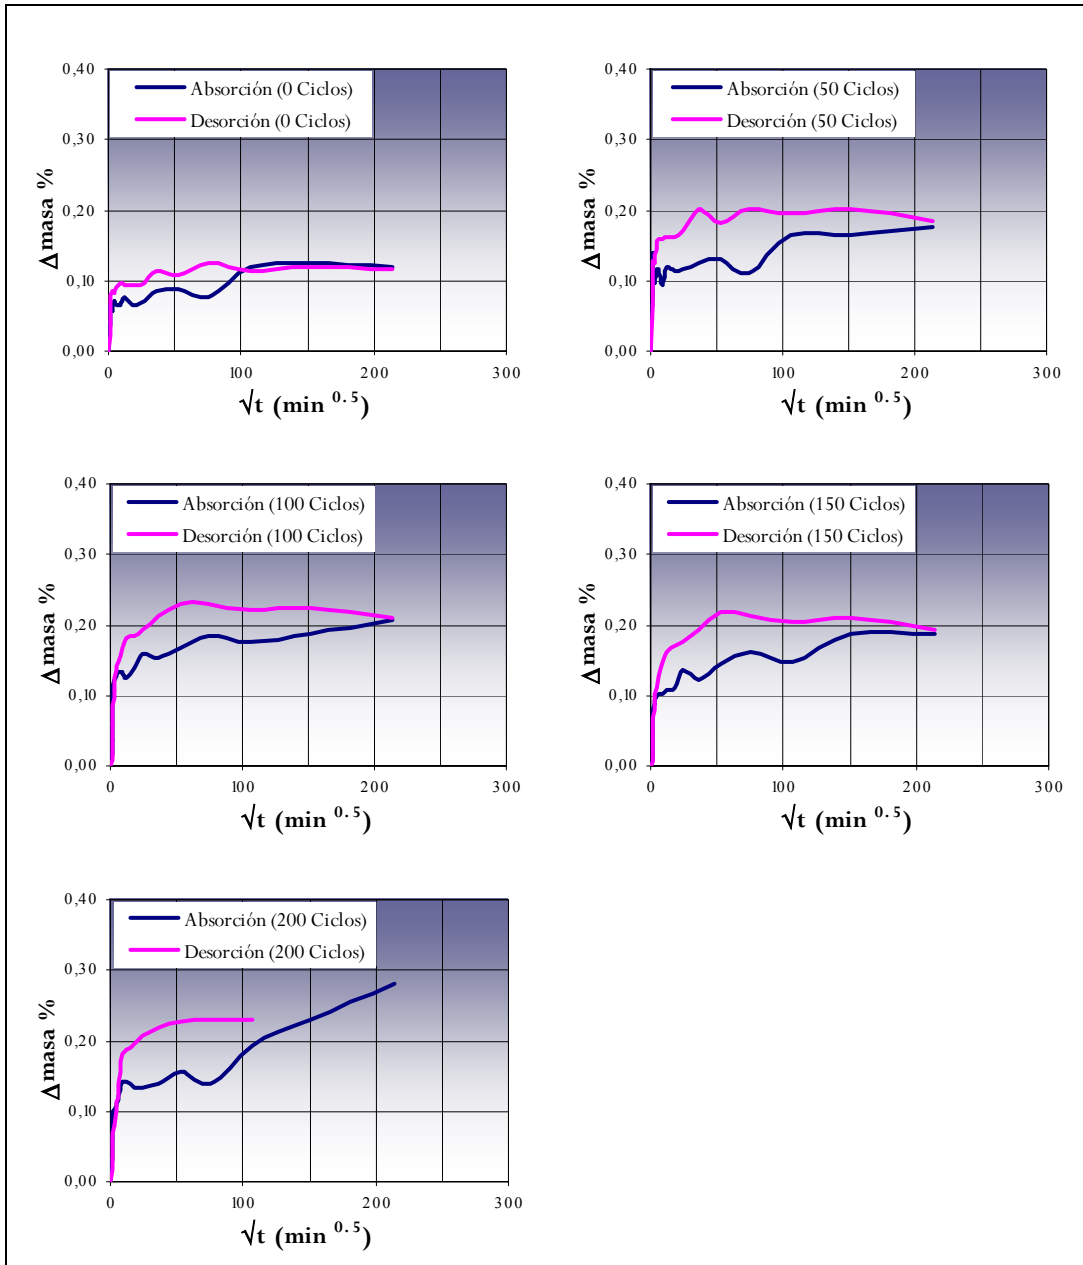 Absorción (0 Ciclos)
Desorción (0 Ciclos)
0,40
0,30
0,20
0,10
0,00
Δ masa %
0 100 200 300
√t (min 0.5)
Absorción (50 Ciclos)
Desorción (50 Ciclos)
0,40
0,30
0,20
0,10
0,00
Δ masa %
0 100 200 300
√t (min 0.5)
Absorción (100 Ciclos)
Desorción (100 Ciclos)
0,40
0,30
0,20
0,10
0,00
Δ masa %
0 100 200 300
√t (min 0.5)
Absorción (150 Ciclos)
Desorción (150 Ciclos)
0,40
0,30
0,20
0,10
0,00
Δ masa %
0 100 200 300
√t (min 0.5)
Absorción (200 Ciclos)
Desorción (200 Ciclos)
0,40
0,30
0,20
0,10
0,00
Δ masa %
0 100 200 300
√t (min 0.5)